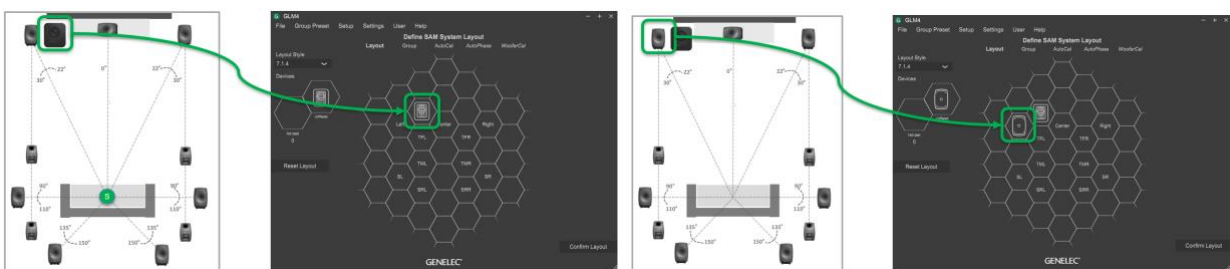 22° 0° 22°
30° 30°
90° 90°
S
110° 110°
135° 135°
150° 150°
G GLM4
File Group Preset Setup Settings User Help
Define SAM System Layout
Layout Group AutoCal AutoPhase WooferCal
Layout Style
7.1.4
Devices
0
Left Center Right
TFL TFR
TML TMR
SL SR
SRL SRR
Reset Layout
Confirm Layout
GENELEC
22° 0° 22°
30° 30°
90° 90°
110° 110°
135° 135°
150° 150°
G GLM4
File Group Preset Setup Settings User Help
Define SAM System Layout
Layout Group AutoCal AutoPhase WooferCal
Layout Style
7.1.4
Devices
0
Center Right
TFL TFR
TML TMR
SL SR
SRL SRR
Reset Layout
Confirm Layout
GENELEC